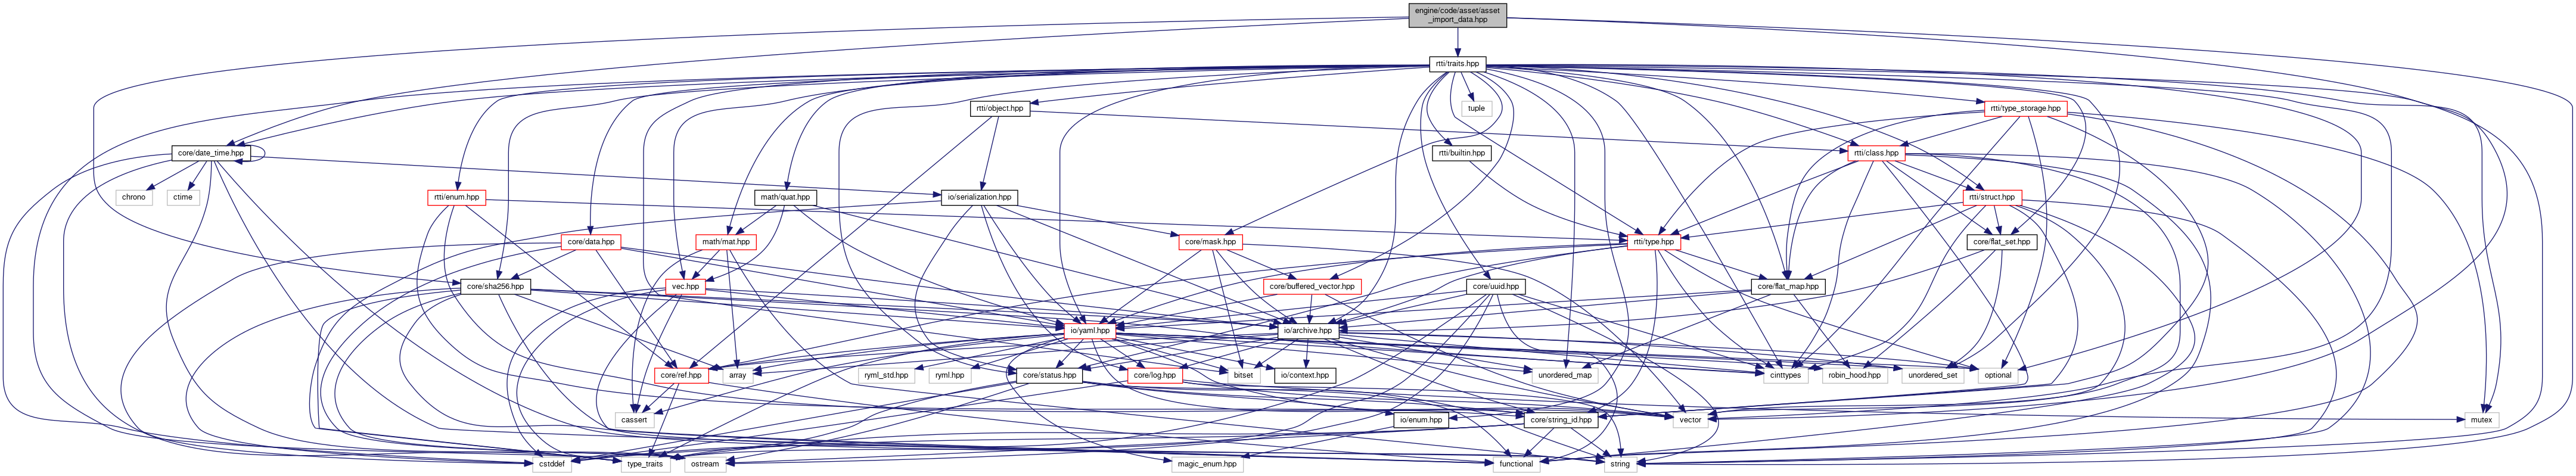 engine/code/asset/asset
_import_data.hpp
rtti/traits.hpp
rtti/object.hpp
tuple
rtti/type_storage.hpp
core/date_time.hpp
rtti/builtin.hpp
rtti/class.hpp
chrono
ctime
rtti/enum.hpp
math/quat.hpp
io/serialization.hpp
rtti/struct.hpp
core/data.hpp
math/mat.hpp
core/mask.hpp
rtti/type.hpp
core/flat_set.hpp
core/sha256.hpp
vec.hpp
core/buffered_vector.hpp
core/uuid.hpp
core/flat_map.hpp
io/yaml.hpp
io/archive.hpp
core/ref.hpp
array
ryml_std.hpp
ryml.hpp
core/status.hpp
core/log.hpp
bitset
io/context.hpp
unordered_map
cinttypes
robin_hood.hpp
unordered_set
optional
cassert
io/enum.hpp
core/string_id.hpp
vector
mutex
cstddef
type_traits
ostream
magic_enum.hpp
functional
string